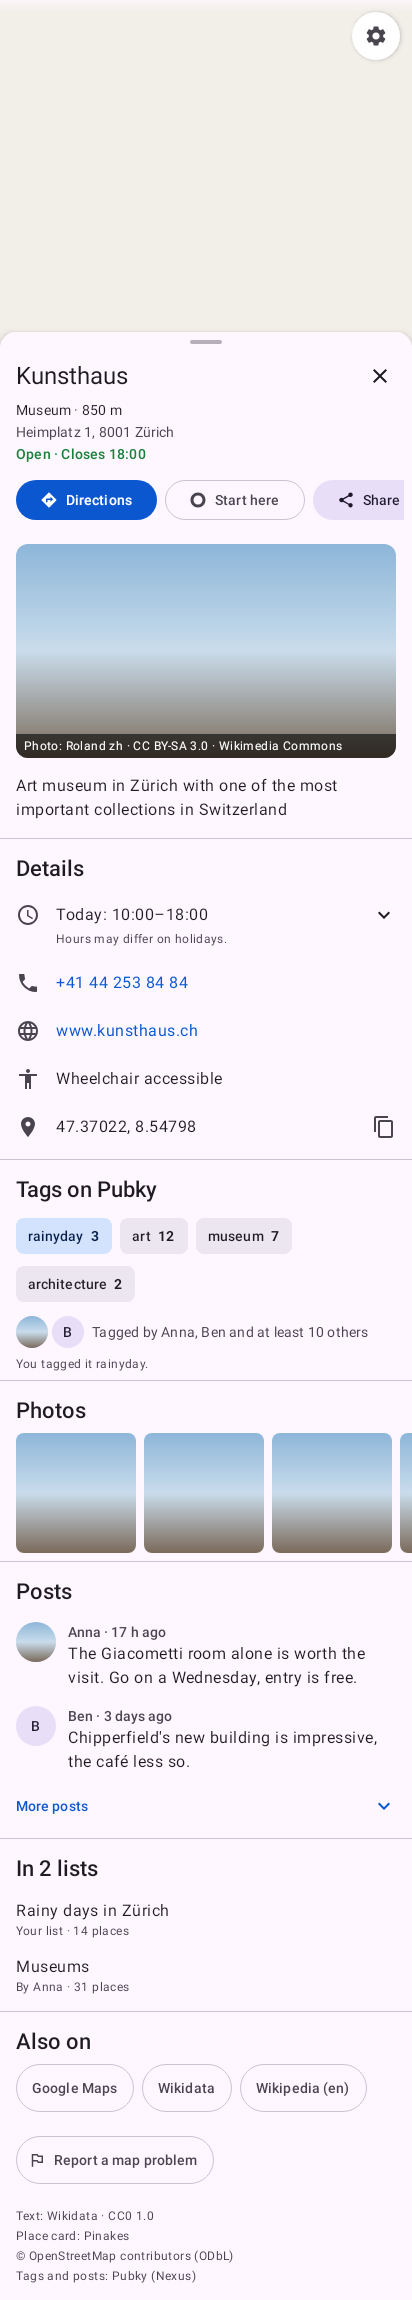 Kunsthaus
Museum · 850 m
Heimplatz 1, 8001 Zürich
Open · Closes 18:00
Directions
Start here
Share
Photo: Roland zh · CC BY-SA 3.0 · Wikimedia Commons
Art museum in Zürich with one of the most
important collections in Switzerland
Details
Today: 10:00–18:00
Hours may differ on holidays.
+41 44 253 84 84
www.kunsthaus.ch
Wheelchair accessible
47.37022, 8.54798
Tags on Pubky
rainyday 3
art 12
museum 7
architecture 2
B
Tagged by Anna, Ben and at least 10 others
You tagged it rainyday.
Photos
Posts
Anna · 17 h ago
The Giacometti room alone is worth the
visit. Go on a Wednesday, entry is free.
B
Ben · 3 days ago
Chipperfield's new building is impressive,
the café less so.
More posts
In 2 lists
Rainy days in Zürich
Your list · 14 places
Museums
By Anna · 31 places
Also on
Google Maps
Wikidata
Wikipedia (en)
Report a map problem
Text: Wikidata · CC0 1.0
Place card: Pinakes
© OpenStreetMap contributors (ODbL)
Tags and posts: Pubky (Nexus)